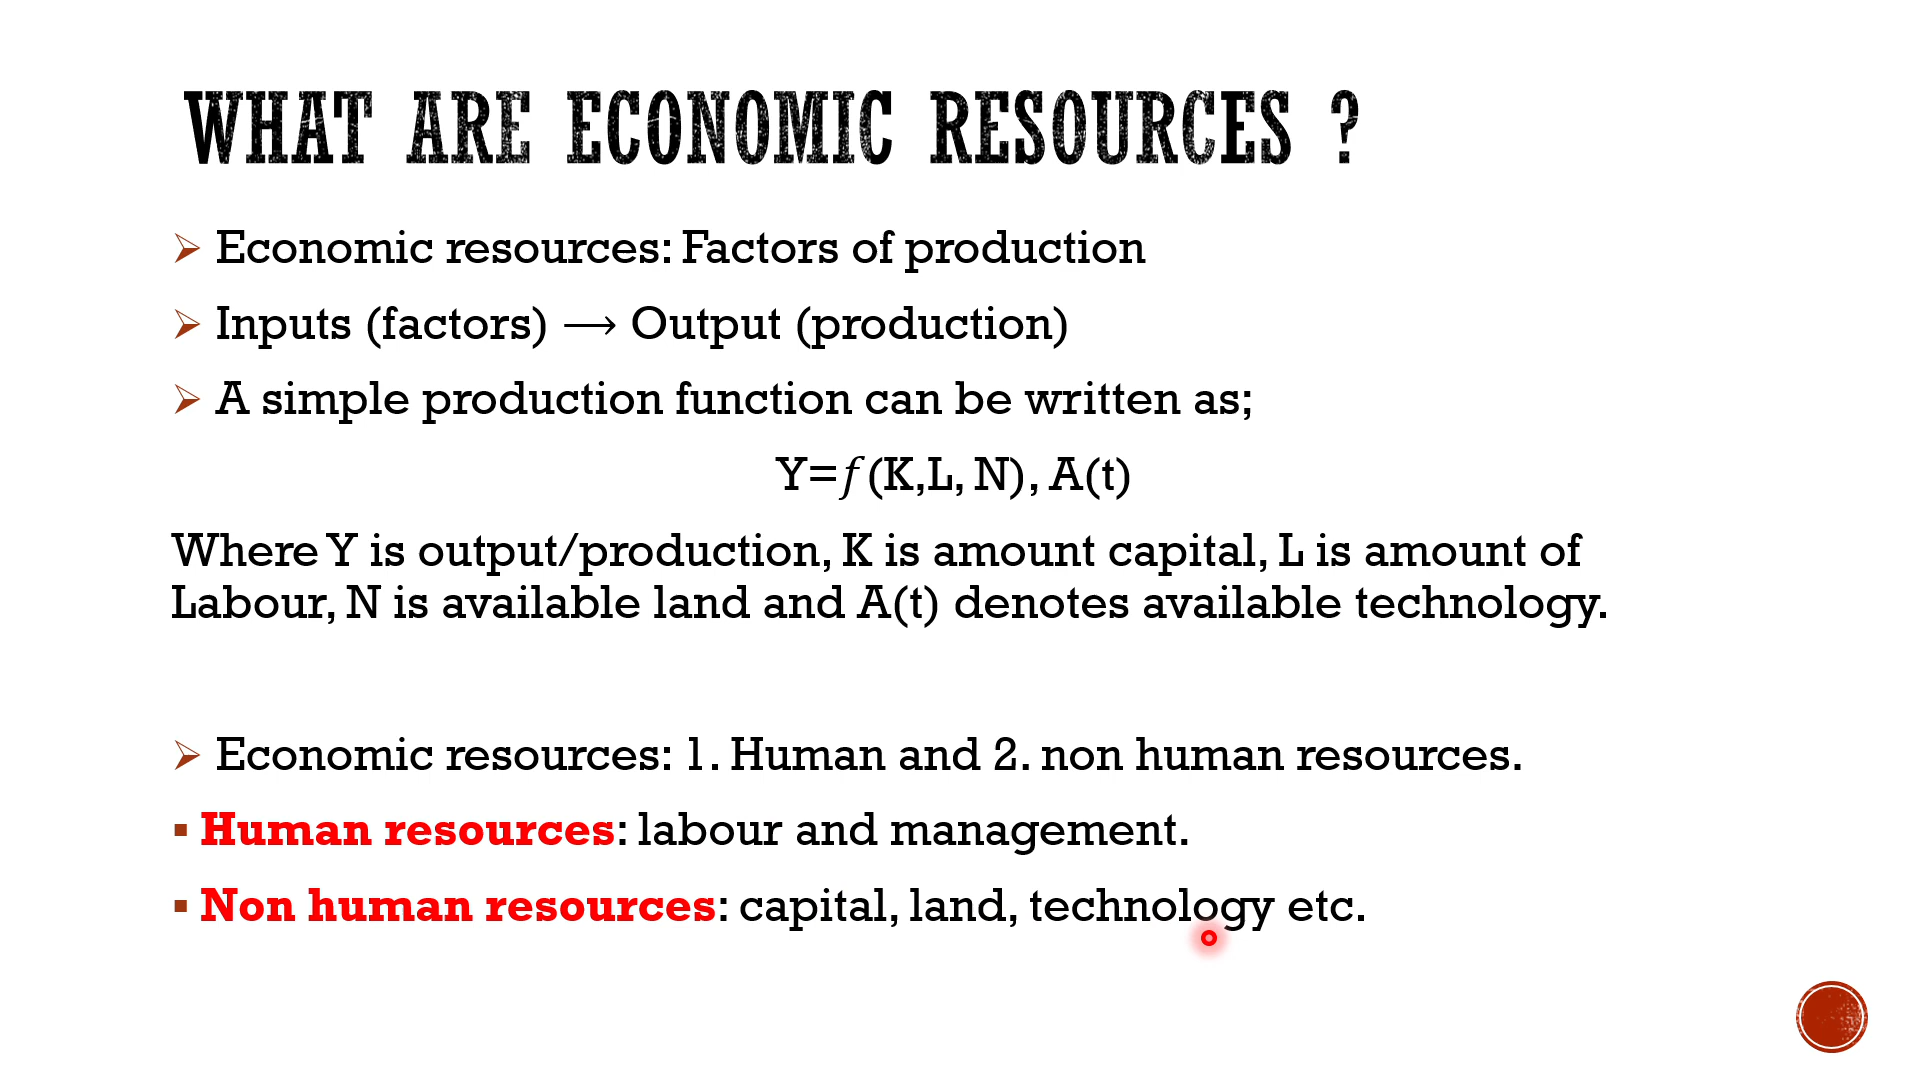 WHAT ARE ECONOMIC RESOURCES ?
Economic resources: Factors of production
Inputs (factors) ⟶ Output (production)
A simple production function can be written as;
Y=𝑓(K,L, N), A(t)
Where Y is output/production, K is amount capital, L is amount of
Labour, N is available land and A(t) denotes available technology.
Economic resources: 1. Human and 2. non human resources.
Human resources: labour and management.
Non human resources: capital, land, technology etc.